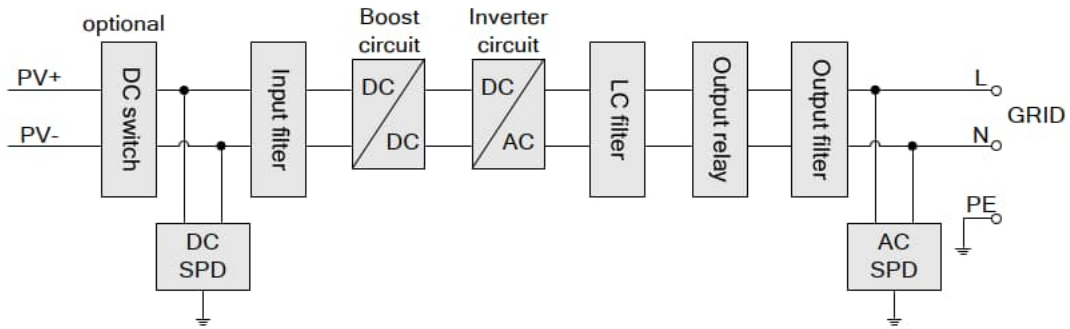 optional
Boost
circuit
Inverter
circuit
PV+
PV-
DC switch
Input filter
DC
DC
DC
AC
LC filter
Output relay
Output filter
L
N
GRID
PE
DC
SPD
AC
SPD